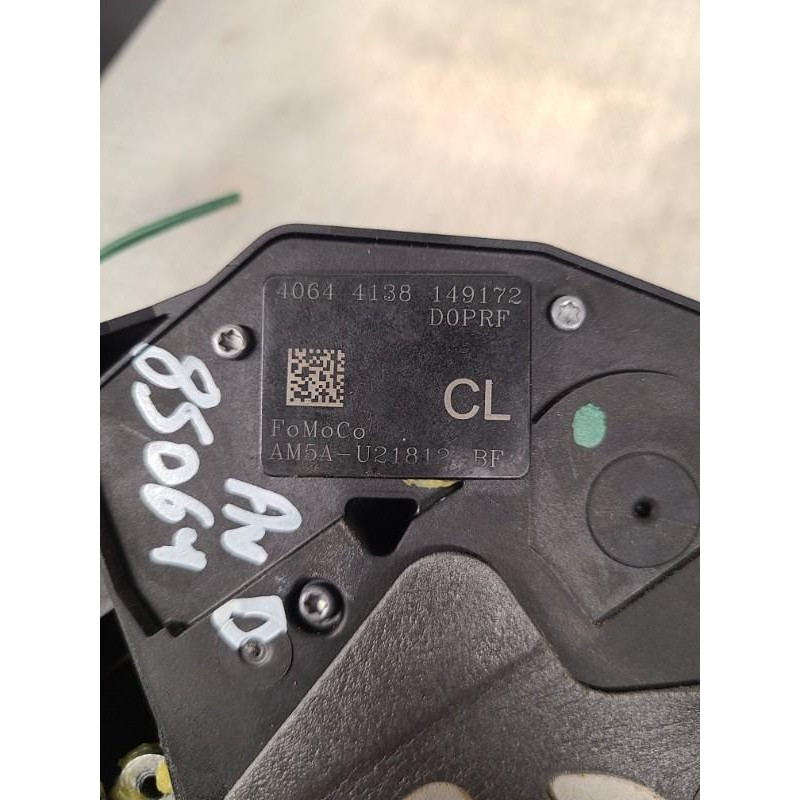 4064 4138 149172
D0PRF
CL
FoMoCo
AM5A-U21812 BF
85064
AV D